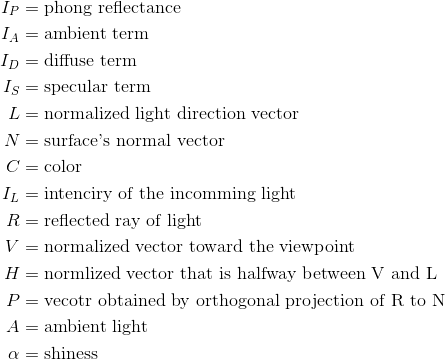 I_P = phong reflectance
I_A = ambient term
I_D = diffuse term
I_S = specular term
L = normalized light direction vector
N = surface's normal vector
C = color
I_L = intenciry of the incomming light
R = reflected ray of light
V = normalized vector toward the viewpoint
H = normlized vector that is halfway between V and L
P = vecotr obtained by orthogonal projection of R to N
A = ambient light
α = shiness